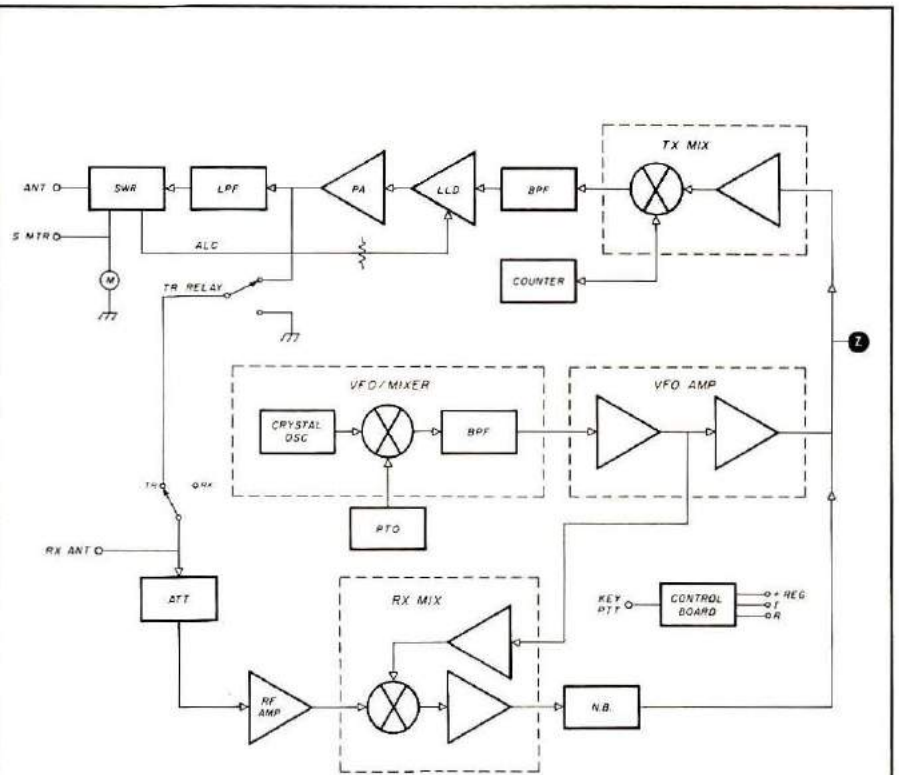 TX MIX
ANT
SWR
LPF
PA
LLD
BPF
S MTR
ALC
M
COUNTER
TR RELAY
Z
VFO/MIXER
VFO AMP
CRYSTAL
OSC
BPF
TR
RX
PTO
RX ANT
ATT
RX MIX
KEY
PTT
CONTROL
BOARD
+ REG
T
R
RF
AMP
N.B.